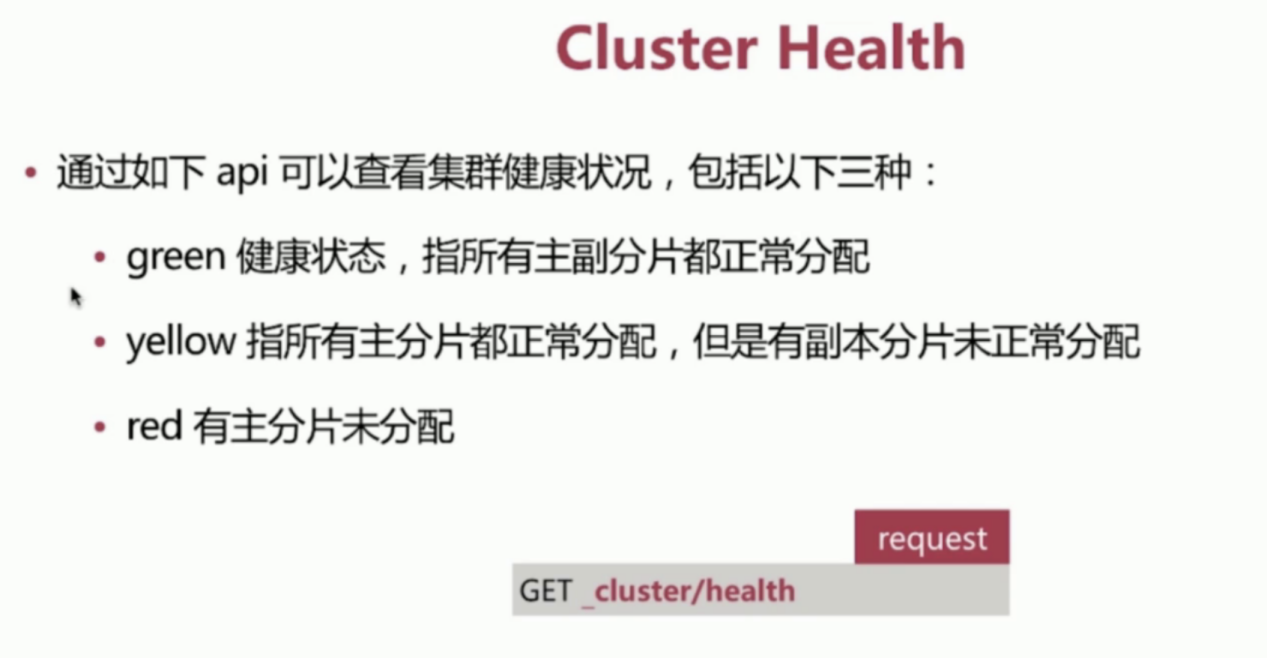 Cluster Health
• 通过如下 api 可以查看集群健康状况，包括以下三种：
• green 健康状态，指所有主副分片都正常分配
• yellow 指所有主分片都正常分配，但是有副本分片未正常分配
• red 有主分片未分配
request
GET _cluster/health